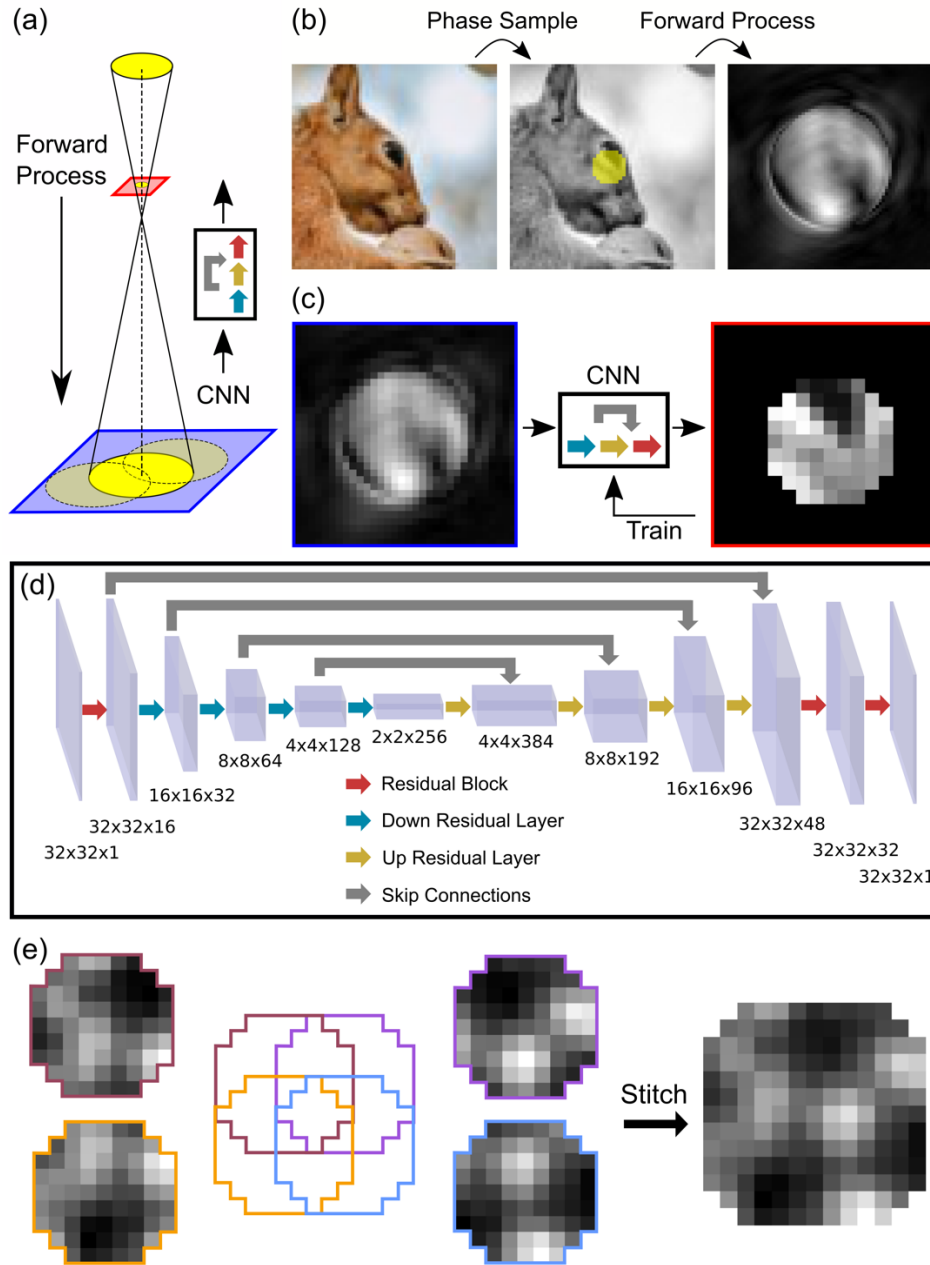 (a)
Forward
Process
CNN
(b)
Phase Sample
Forward Process
(c)
CNN
Train
(d)
32x32x1
32x32x16
16x16x32
8x8x64
4x4x128
2x2x256
4x4x384
8x8x192
16x16x96
32x32x48
32x32x32
32x32x1
Residual Block
Down Residual Layer
Up Residual Layer
Skip Connections
(e)
Stitch